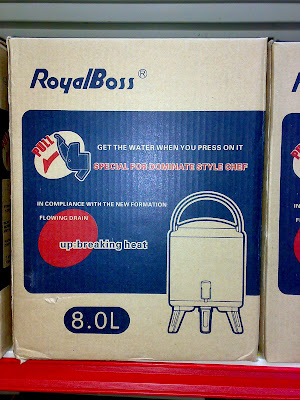 RoyalBoss®
PULL
GET THE WATER WHEN YOU PRESS ON IT
SPECIAL FOR DOMINATE STYLE CHEF
IN COMPLIANCE WITH THE NEW FORMATION
FLOWING DRAIN
up:breaking heat
8.0L